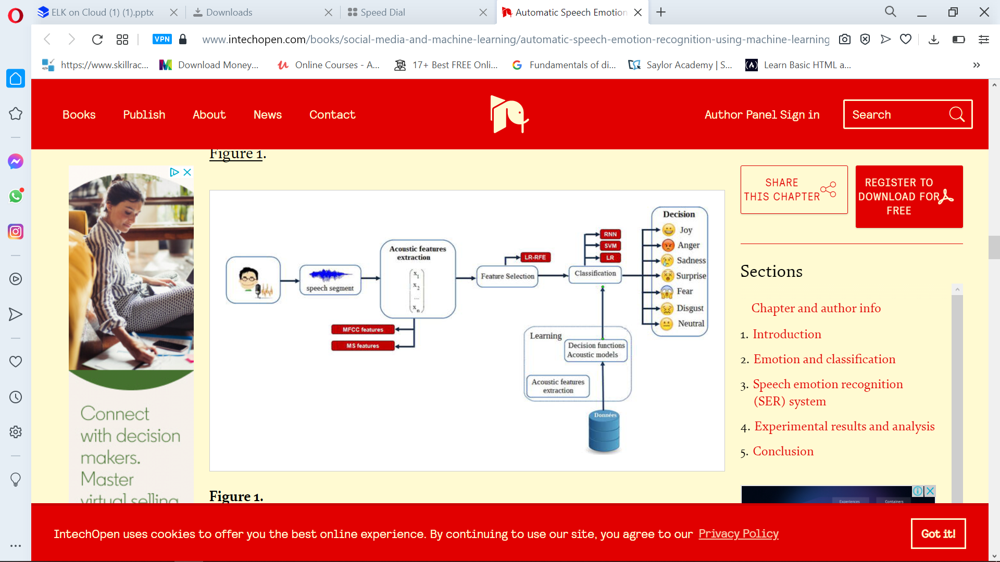 ELK on Cloud (1) (1).pptx
Downloads
Speed Dial
Automatic Speech Emotion
VPN
www.intechopen.com/books/social-media-and-machine-learning/automatic-speech-emotion-recognition-using-machine-learning
https://www.skillrac...
Download Money...
Online Courses - A...
17+ Best FREE Onli...
Fundamentals of di...
Saylor Academy | S...
Learn Basic HTML a...
Books
Publish
About
News
Contact
Author Panel Sign in
Search
Figure 1.
Connect
with decision
makers.
Master
virtual selling
speech segment
Acoustic features
extraction
x1
x2
...
xn
MFCC features
MS features
Feature Selection
LR-RFE
Classification
RNN
SVM
LR
Decision
Joy
Anger
Sadness
Surprise
Fear
Disgust
Neutral
Learning
Decision functions
Acoustic models
Acoustic features
extraction
Données
Figure 1.
SHARE
THIS CHAPTER
REGISTER TO
DOWNLOAD FOR
FREE
Sections
Chapter and author info
1. Introduction
2. Emotion and classification
3. Speech emotion recognition
(SER) system
4. Experimental results and analysis
5. Conclusion
Experiences
Containers
IntechOpen uses cookies to offer you the best online experience. By continuing to use our site, you agree to our Privacy Policy
Got it!